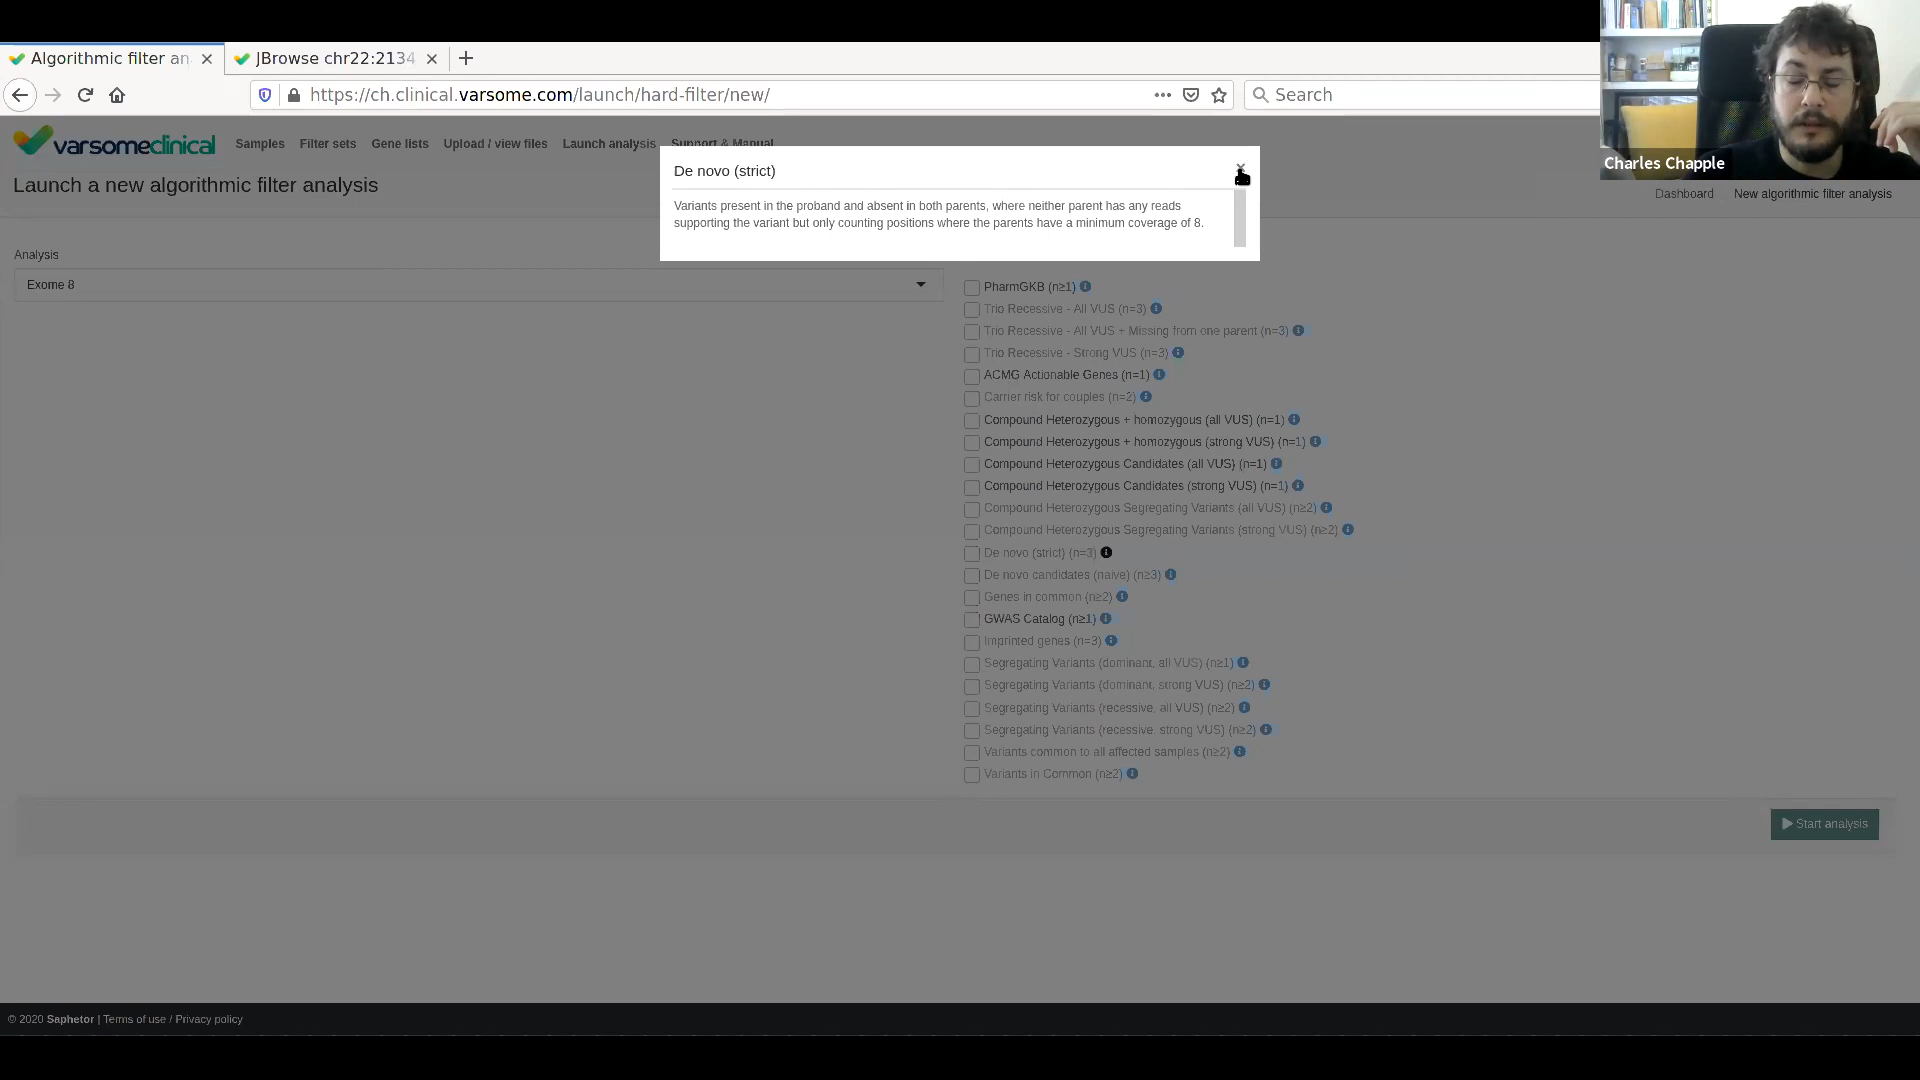 Algorithmic filter an
JBrowse chr22:2134
https://ch.clinical.varsome.com/launch/hard-filter/new/
Search
Charles Chapple
varsomeclinical
Samples
Filter sets
Gene lists
Upload / view files
Launch analysis
Support & Manual
Launch a new algorithmic filter analysis
Dashboard
New algorithmic filter analysis
De novo (strict)
Variants present in the proband and absent in both parents, where neither parent has any reads
supporting the variant but only counting positions where the parents have a minimum coverage of 8.
Analysis
Exome 8
PharmGKB (n≥1)
Trio Recessive - All VUS (n=3)
Trio Recessive - All VUS + Missing from one parent (n=3)
Trio Recessive - Strong VUS (n=3)
ACMG Actionable Genes (n=1)
Carrier risk for couples (n=2)
Compound Heterozygous + homozygous (all VUS) (n=1)
Compound Heterozygous + homozygous (strong VUS) (n=1)
Compound Heterozygous Candidates (all VUS) (n=1)
Compound Heterozygous Candidates (strong VUS) (n=1)
Compound Heterozygous Segregating Variants (all VUS) (n≥2)
Compound Heterozygous Segregating Variants (strong VUS) (n≥2)
De novo (strict) (n=3)
De novo candidates (naive) (n≥3)
Genes in common (n≥2)
GWAS Catalog (n≥1)
Imprinted genes (n=3)
Segregating Variants (dominant, all VUS) (n≥1)
Segregating Variants (dominant, strong VUS) (n≥2)
Segregating Variants (recessive, all VUS) (n≥2)
Segregating Variants (recessive, strong VUS) (n≥2)
Variants common to all affected samples (n≥2)
Variants in Common (n≥2)
Start analysis
© 2020 Saphetor | Terms of use / Privacy policy